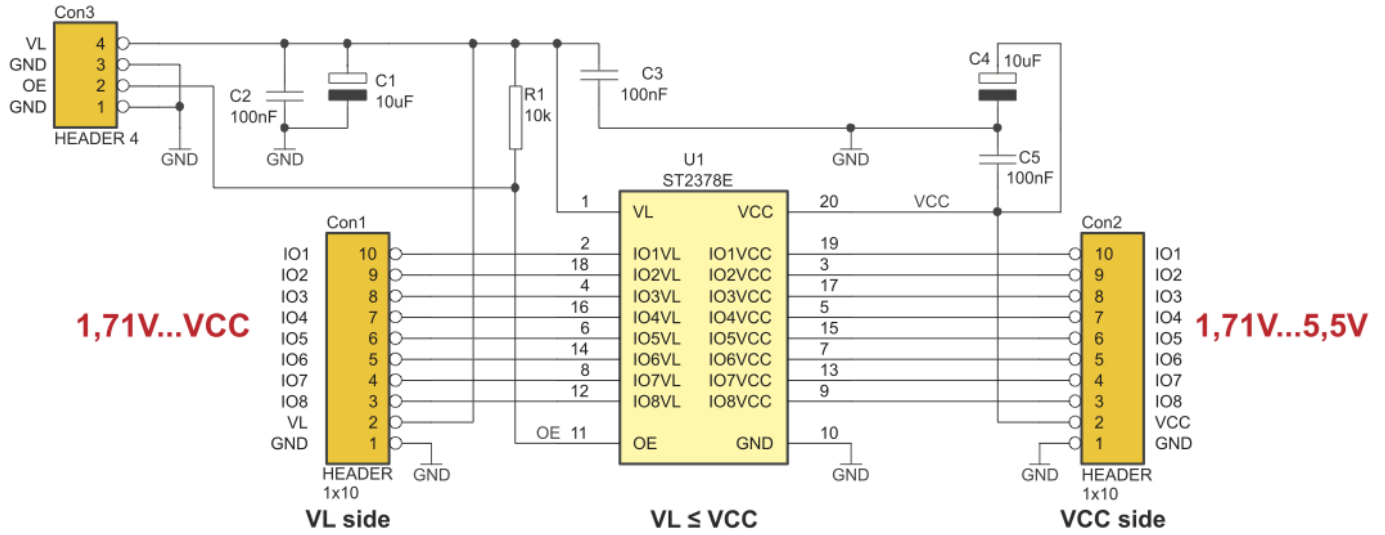 Con3
VL 4
GND 3
OE 2
GND 1
HEADER 4
GND
C2
100nF
GND
C1
10uF
R1
10k
C3
100nF
GND
C4 10uF
C5
100nF
U1
ST2378E
1 VL VCC 20 VCC
2 IO1VL IO1VCC 19
18 IO2VL IO2VCC 3
4 IO3VL IO3VCC 17
16 IO4VL IO4VCC 5
6 IO5VL IO5VCC 15
14 IO6VL IO6VCC 7
8 IO7VL IO7VCC 13
12 IO8VL IO8VCC 9
OE 11 OE GND 10
GND
Con1
IO1 10
IO2 9
IO3 8
IO4 7
IO5 6
IO6 5
IO7 4
IO8 3
VL 2
GND 1
GND
HEADER
1x10
1,71V...VCC
VL side
VL ≤ VCC
Con2
10 IO1
9 IO2
8 IO3
7 IO4
6 IO5
5 IO6
4 IO7
3 IO8
2 VCC
1 GND
GND
HEADER
1x10
1,71V...5,5V
VCC side